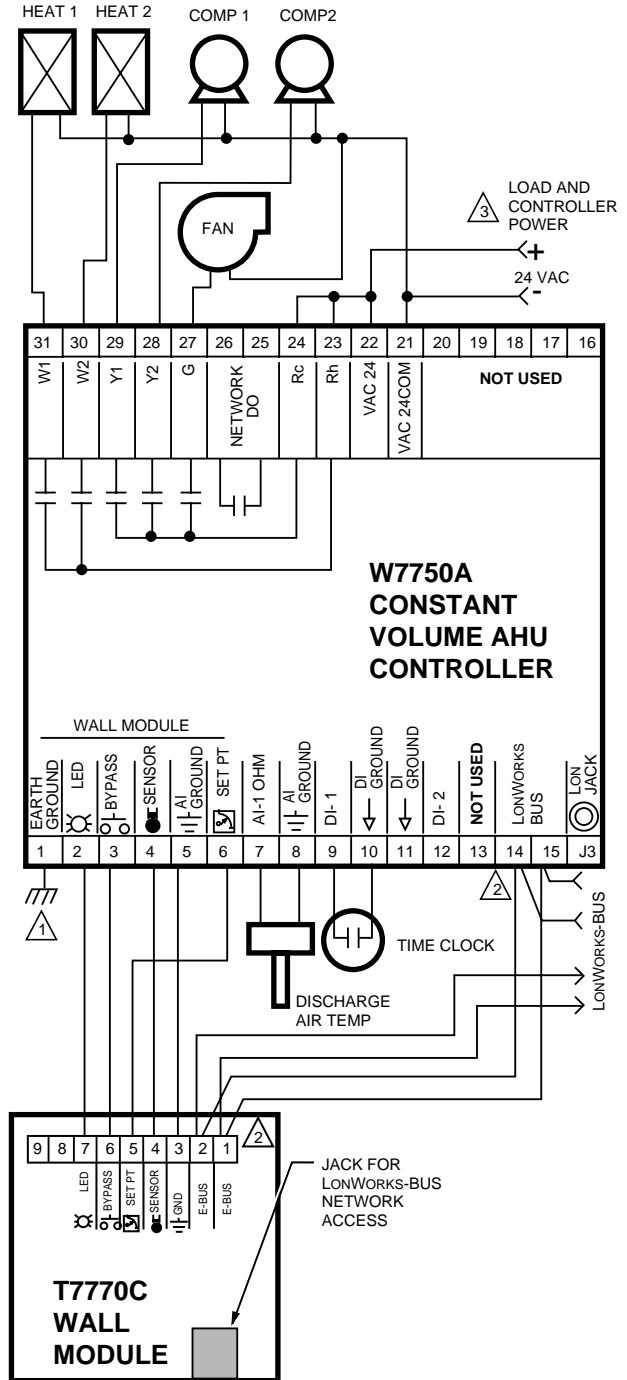 HEAT 1 HEAT 2 COMP 1 COMP2
3 LOAD AND
CONTROLLER
POWER
+
24 VAC
-
FAN
31 30 29 28 27 26 25 24 23 22 21 20 19 18 17 16
W1 W2 Y1 Y2 G NETWORK DO Rc Rh VAC 24 VAC 24COM NOT USED
W7750A
CONSTANT
VOLUME AHU
CONTROLLER
WALL MODULE
EARTH GROUND
LED
BYPASS
SENSOR
AI GROUND
SET PT
AI-1 OHM
AI GROUND
DI- 1
DI GROUND
DI GROUND
DI- 2
NOT USED
LONWORKS BUS
LON JACK
1 2 3 4 5 6 7 8 9 10 11 12 13 14 15 J3
1
2
TIME CLOCK
DISCHARGE
AIR TEMP
LONWORKS-BUS
2
9 8 7 6 5 4 3 2 1
LED
BYPASS
SET PT
SENSOR
GND
E-BUS
E-BUS
JACK FOR
LONWORKS-BUS
NETWORK
ACCESS
T7770C
WALL
MODULE